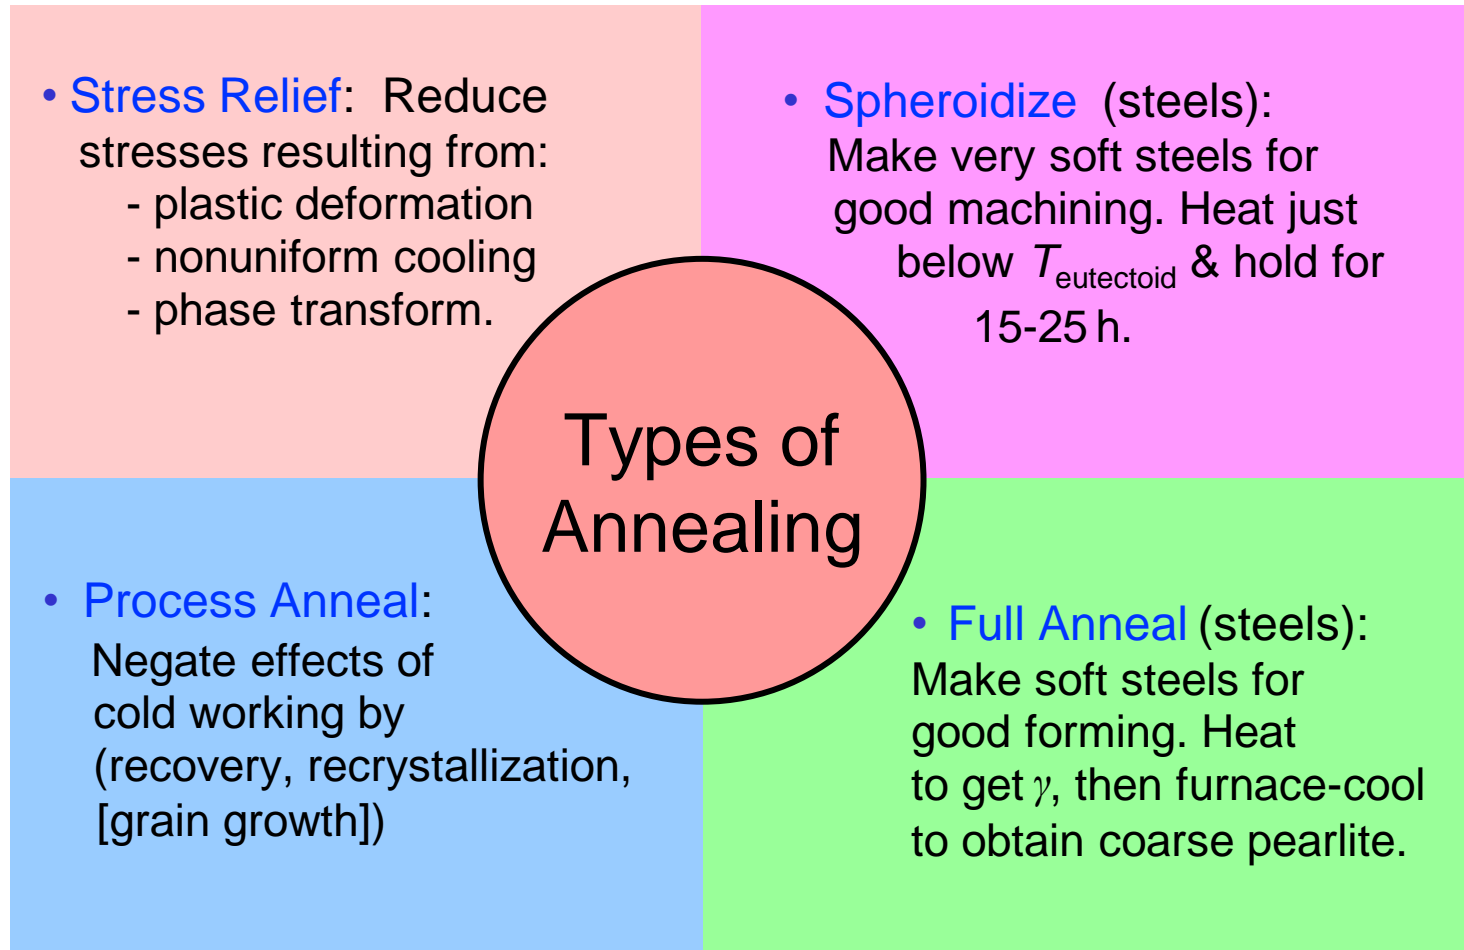 • Stress Relief: Reduce
stresses resulting from:
- plastic deformation
- nonuniform cooling
- phase transform.
• Spheroidize (steels):
Make very soft steels for
good machining. Heat just
below Teutectoid & hold for
15-25 h.
Types of
Annealing
• Process Anneal:
Negate effects of
cold working by
(recovery, recrystallization,
[grain growth])
• Full Anneal (steels):
Make soft steels for
good forming. Heat
to get γ, then furnace-cool
to obtain coarse pearlite.